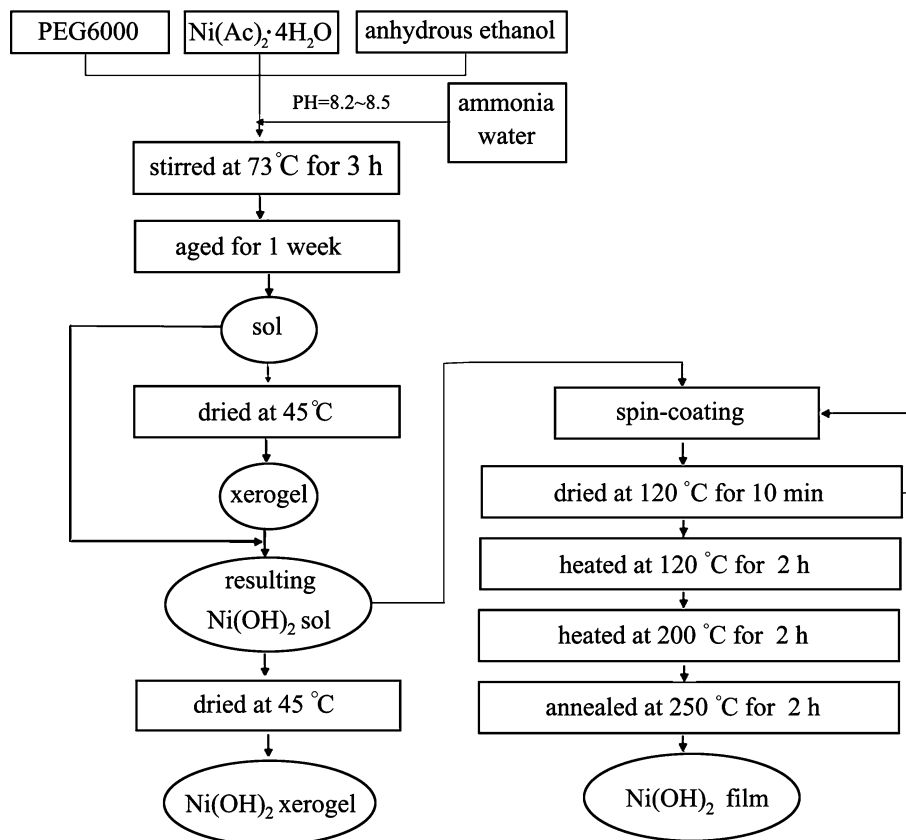 PEG6000
Ni(Ac)₂·4H₂O
anhydrous ethanol
PH=8.2~8.5
ammonia
water
stirred at 73°C for 3 h
aged for 1 week
sol
dried at 45°C
xerogel
resulting
Ni(OH)₂ sol
dried at 45 °C
Ni(OH)₂ xerogel
spin-coating
dried at 120 °C for 10 min
heated at 120 °C for 2 h
heated at 200 °C for 2 h
annealed at 250 °C for 2 h
Ni(OH)₂ film